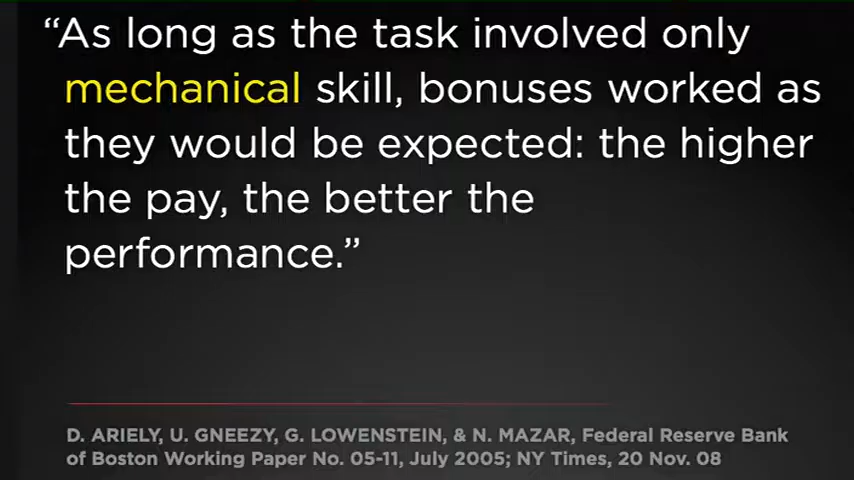 “As long as the task involved only
mechanical skill, bonuses worked as
they would be expected: the higher
the pay, the better the
performance.”
D. ARIELY, U. GNEEZY, G. LOWENSTEIN, & N. MAZAR, Federal Reserve Bank
of Boston Working Paper No. 05-11, July 2005; NY Times, 20 Nov. 08